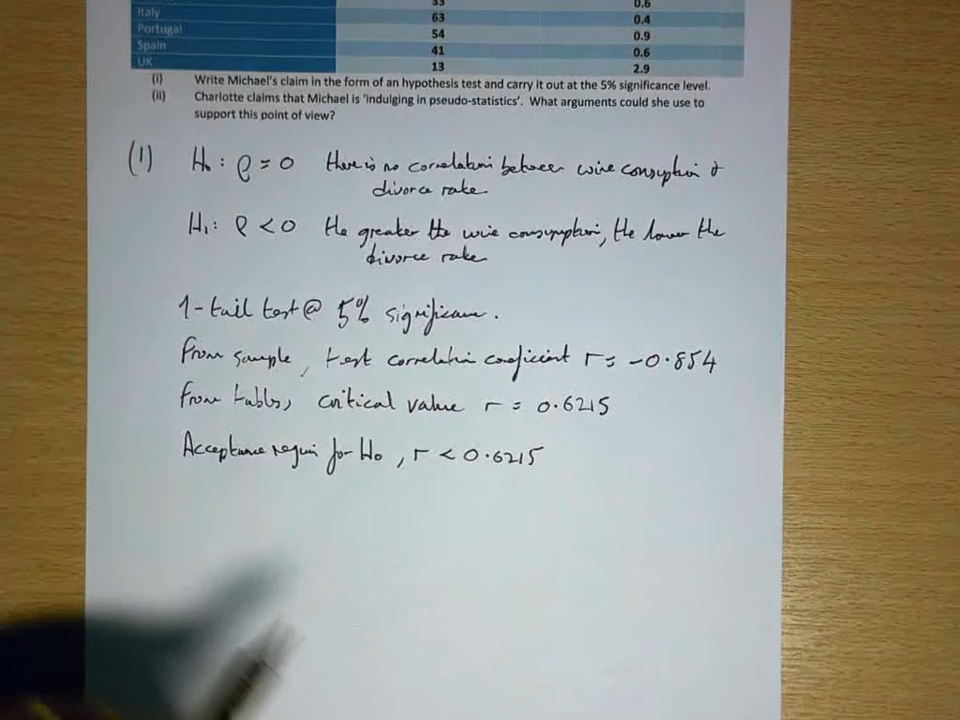 33 0.6
Italy 63 0.4
Portugal 54 0.9
Spain 41 0.6
UK 13 2.9
(i) Write Michael's claim in the form of an hypothesis test and carry it out at the 5% significance level.
(ii) Charlotte claims that Michael is 'indulging in pseudo-statistics'. What arguments could she use to
support this point of view?
(1) H₀ : ρ = 0 there is no correlation between wine consumption &
divorce rate
H₁ : ρ < 0 the greater the wine consumption, the lower the
divorce rate
1-tail test @ 5% significance.
From sample, test correlation coefficient r = -0.854
From tables, critical value r = 0.6215
Acceptance region for H₀, r < 0.6215